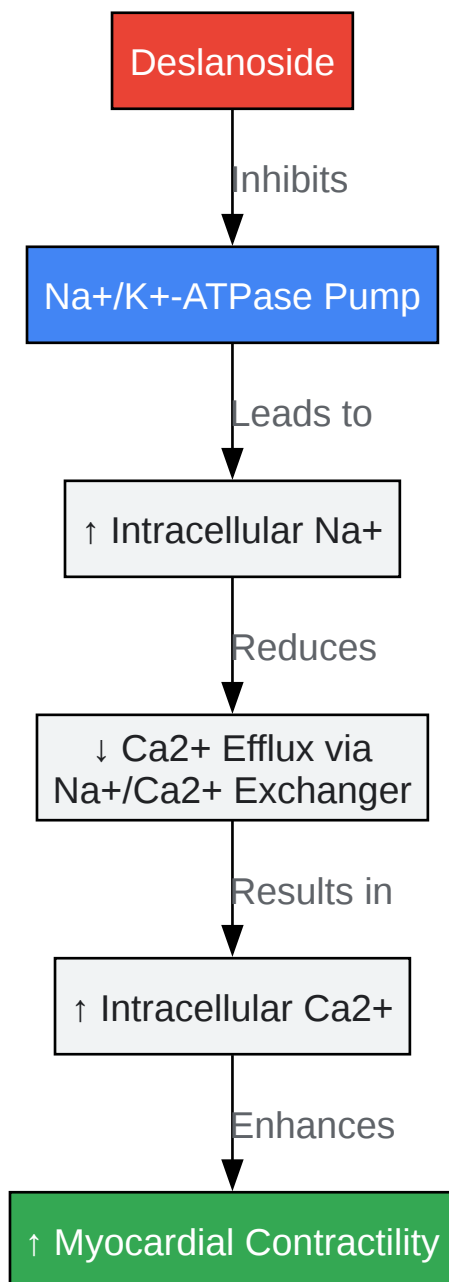 Deslanoside
Inhibits
Na+/K+-ATPase Pump
Leads to
↑ Intracellular Na+
Reduces
↓ Ca2+ Efflux via
Na+/Ca2+ Exchanger
Results in
↑ Intracellular Ca2+
Enhances
↑ Myocardial Contractility